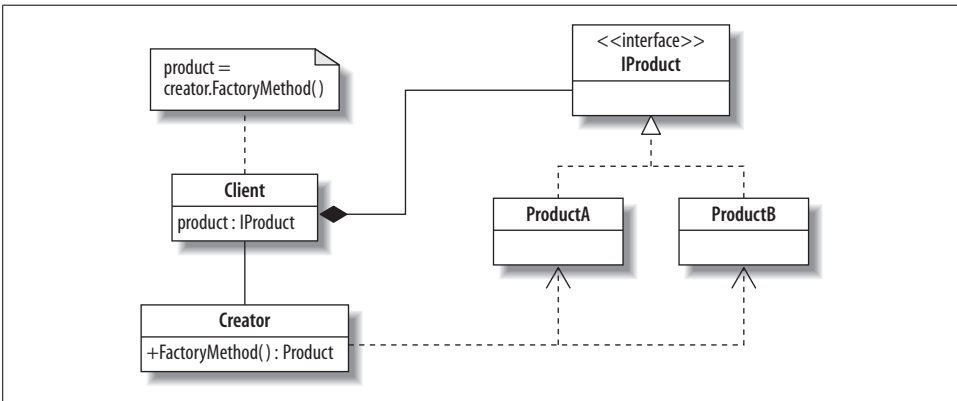 product =
creator.FactoryMethod( )
<<interface>>
IProduct
Client
product : IProduct
ProductA
ProductB
Creator
+FactoryMethod( ) : Product